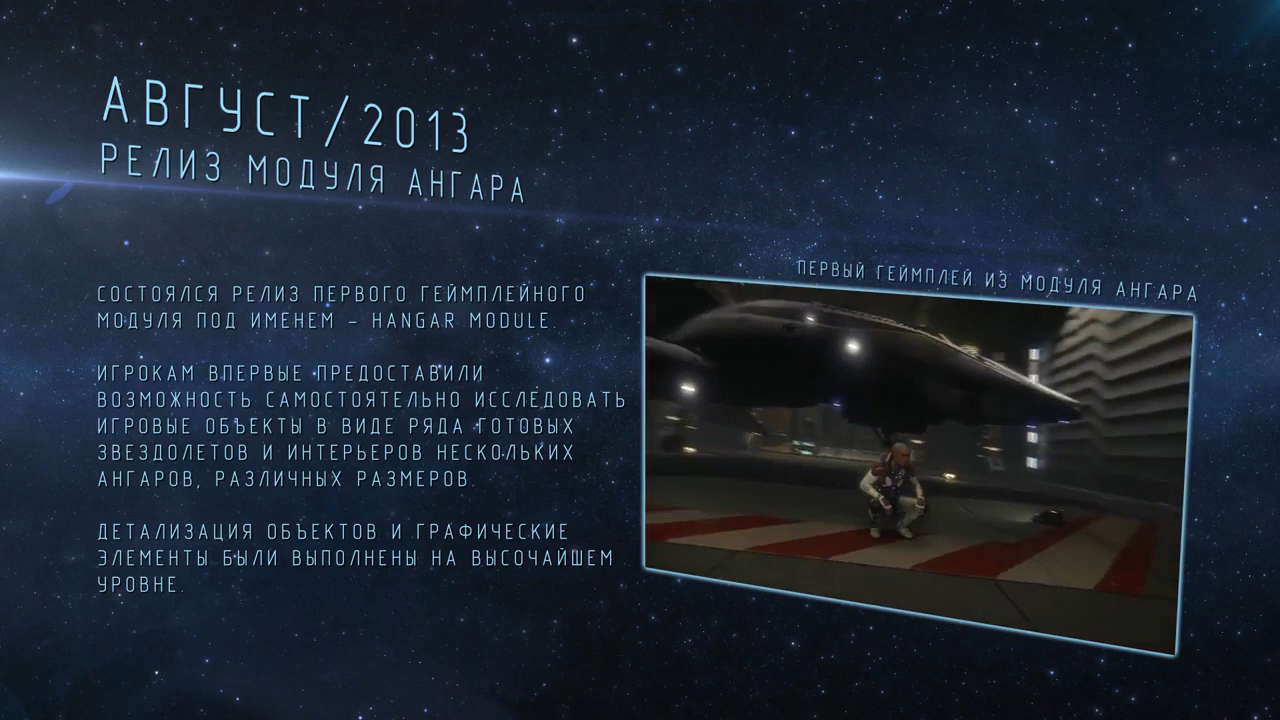 АВГУСТ/2013
РЕЛИЗ МОДУЛЯ АНГАРА
СОСТОЯЛСЯ РЕЛИЗ ПЕРВОГО ГЕЙМПЛЕЙНОГО
МОДУЛЯ ПОД ИМЕНЕМ - HANGAR MODULE.
ИГРОКАМ ВПЕРВЫЕ ПРЕДОСТАВИЛИ
ВОЗМОЖНОСТЬ САМОСТОЯТЕЛЬНО ИССЛЕДОВАТЬ
ИГРОВЫЕ ОБЪЕКТЫ В ВИДЕ РЯДА ГОТОВЫХ
ЗВЕЗДОЛЕТОВ И ИНТЕРЬЕРОВ НЕСКОЛЬКИХ
АНГАРОВ, РАЗЛИЧНЫХ РАЗМЕРОВ.
ДЕТАЛИЗАЦИЯ ОБЪЕКТОВ И ГРАФИЧЕСКИЕ
ЭЛЕМЕНТЫ БЫЛИ ВЫПОЛНЕНЫ НА ВЫСОЧАЙШЕМ
УРОВНЕ.
ПЕРВЫЙ ГЕЙМПЛЕЙ ИЗ МОДУЛЯ АНГАРА